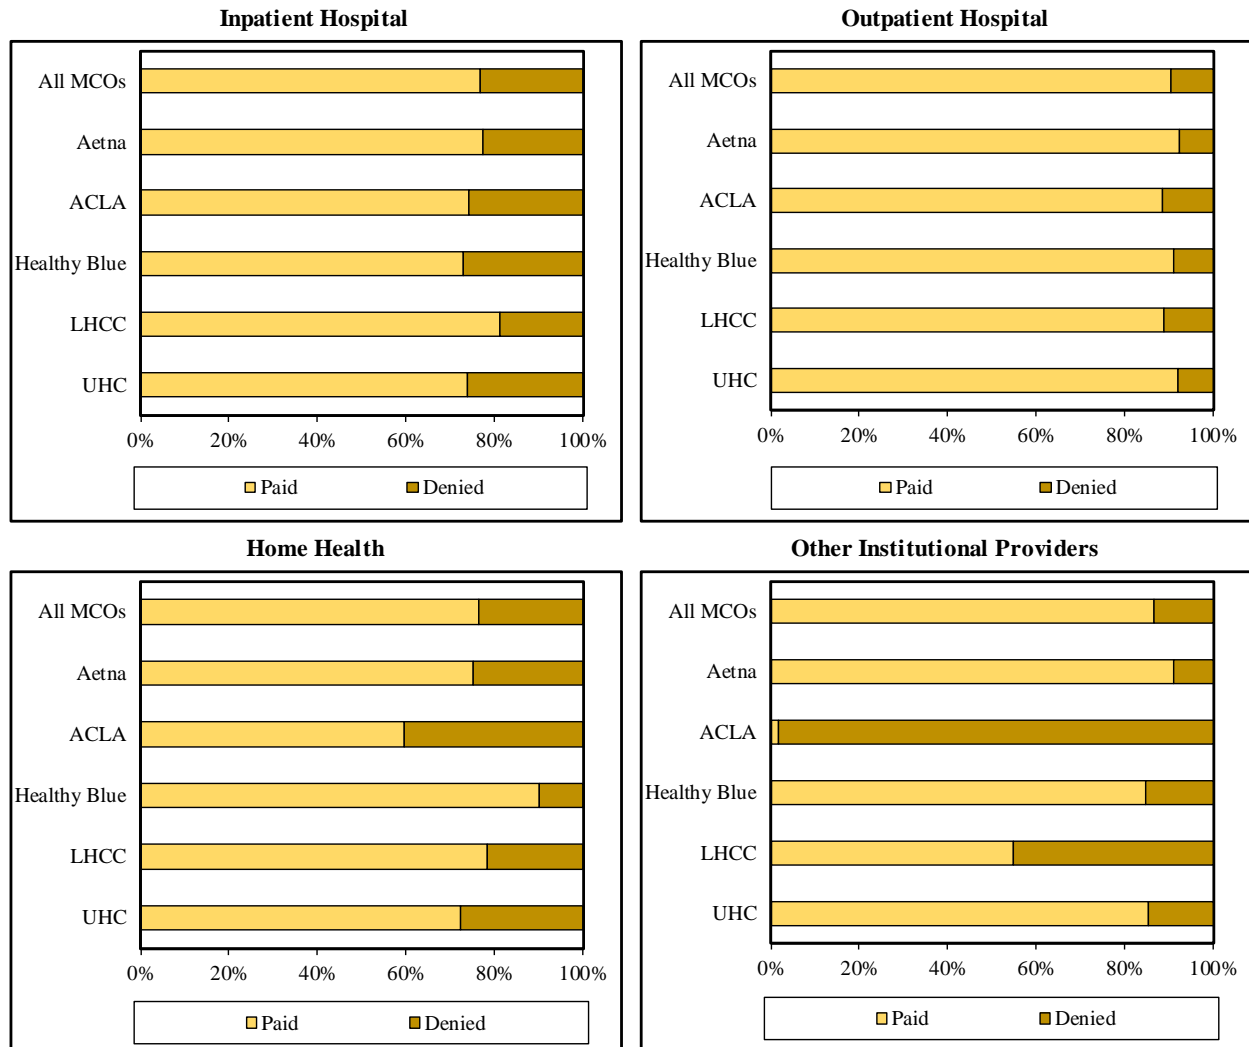 Inpatient Hospital
All MCOs
Aetna
ACLA
Healthy Blue
LHCC
UHC
0% 20% 40% 60% 80% 100%
Paid Denied
Outpatient Hospital
All MCOs
Aetna
ACLA
Healthy Blue
LHCC
UHC
0% 20% 40% 60% 80% 100%
Paid Denied
Home Health
All MCOs
Aetna
ACLA
Healthy Blue
LHCC
UHC
0% 20% 40% 60% 80% 100%
Paid Denied
Other Institutional Providers
All MCOs
Aetna
ACLA
Healthy Blue
LHCC
UHC
0% 20% 40% 60% 80% 100%
Paid Denied